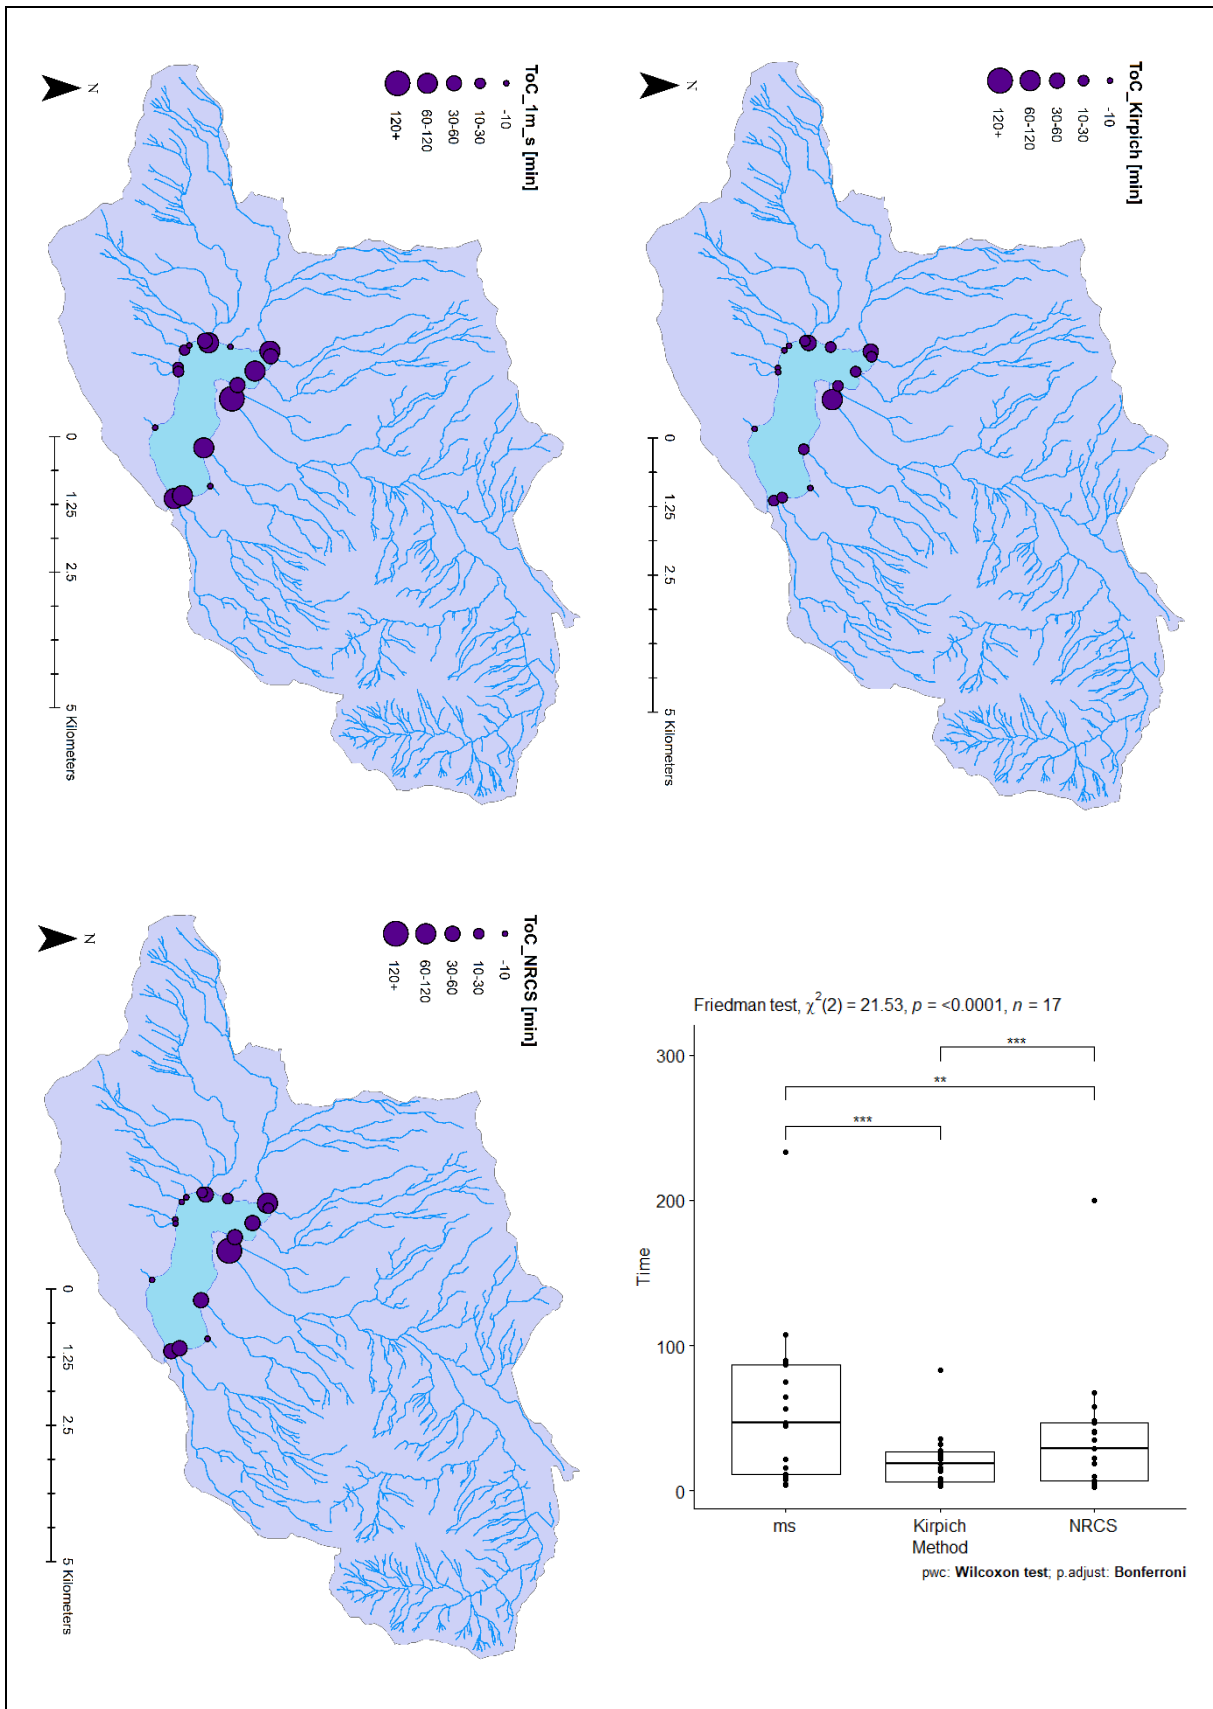 ToC_1m_s [min]
-10
10-30
30-60
60-120
120+
N
0
1.25
2.5
5 Kilometers
ToC_Kirpich [min]
-10
10-30
30-60
60-120
120+
N
0
1.25
2.5
5 Kilometers
ToC_NRCS [min]
-10
10-30
30-60
60-120
120+
N
0
1.25
2.5
5 Kilometers
Friedman test, χ²(2) = 21.53, p = <0.0001, n = 17
300
200
100
0
Time
***
**
***
ms
Kirpich
NRCS
Method
pwc: Wilcoxon test; p.adjust: Bonferroni